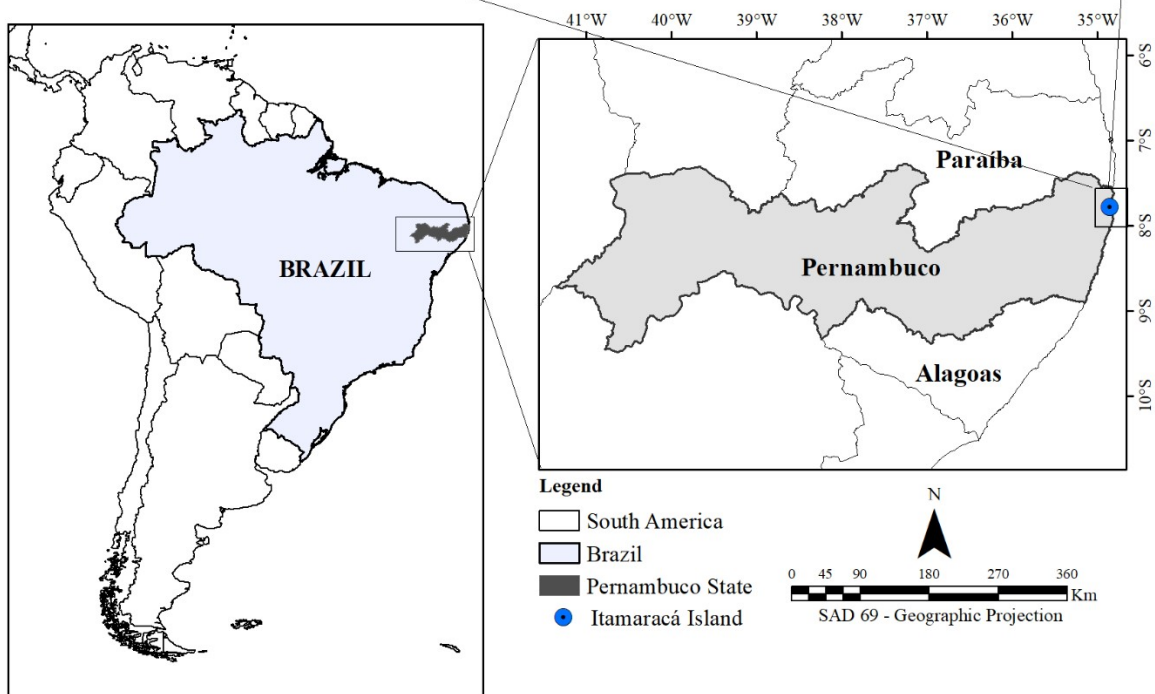 BRAZIL
41°W 40°W 39°W 38°W 37°W 36°W 35°W 34°W
6°S
7°S
8°S
9°S
10°S
Paraíba
Pernambuco
Alagoas
Legend
South America
Brazil
Pernambuco State
Itamaracá Island
N
0 45 90 180 270 360
Km
SAD 69 - Geographic Projection